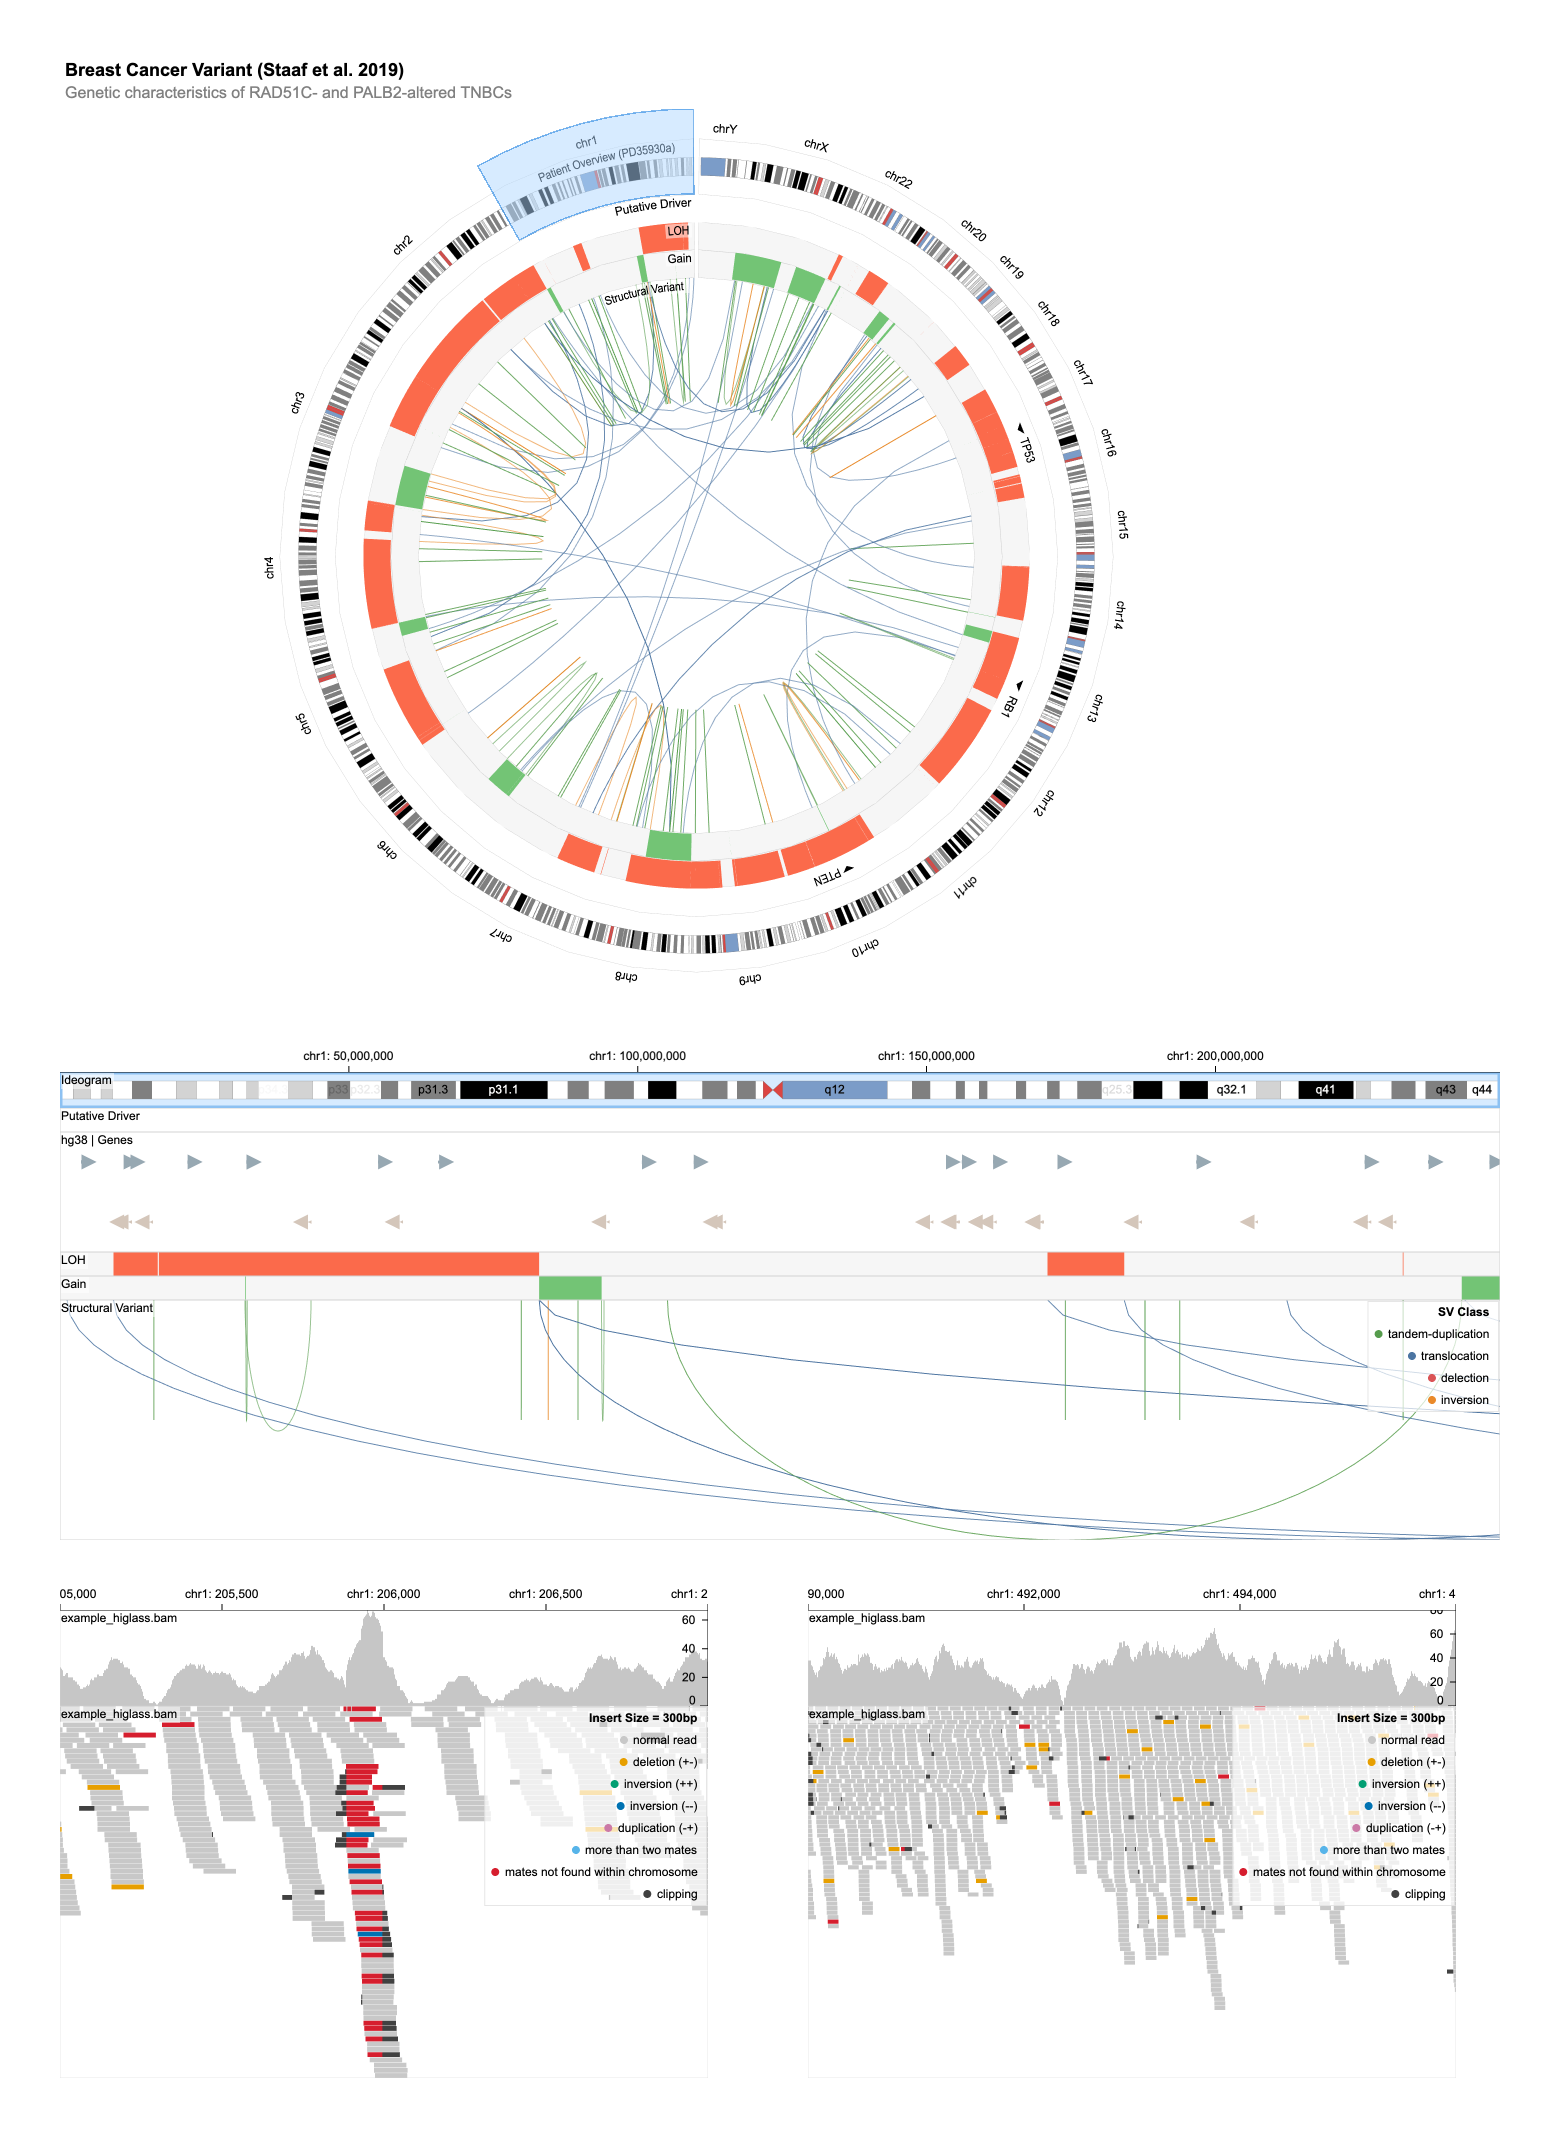 Breast Cancer Variant (Staaf et al. 2019)
Genetic characteristics of RAD51C- and PALB2-altered TNBCs
chr1
Patient Overview (PD35930a)
Putative Driver
LOH
Gain
Structural Variant
chrY
chrX
chr22
chr20
chr19
chr18
chr17
chr16
chr15
chr14
chr13
chr12
chr11
chr10
chr9
chr8
chr7
chr6
chr5
chr4
chr3
chr2
TP53
RB1
PTEN
chr1: 50,000,000
chr1: 100,000,000
chr1: 150,000,000
chr1: 200,000,000
Ideogram
p33
p32.3
p31.3
p31.1
q12
q25.3
q32.1
q41
q43
q44
Putative Driver
hg38 | Genes
LOH
Gain
Structural Variant
SV Class
tandem-duplication
translocation
delection
inversion
05,000
chr1: 205,500
chr1: 206,000
chr1: 206,500
chr1: 2
example_higlass.bam
60
40
20
0
example_higlass.bam
Insert Size = 300bp
normal read
deletion (+-)
inversion (++)
inversion (--)
duplication (-+)
more than two mates
mates not found within chromosome
clipping
90,000
chr1: 492,000
chr1: 494,000
chr1: 4
example_higlass.bam
60
40
20
0
example_higlass.bam
Insert Size = 300bp
normal read
deletion (+-)
inversion (++)
inversion (--)
duplication (-+)
more than two mates
mates not found within chromosome
clipping